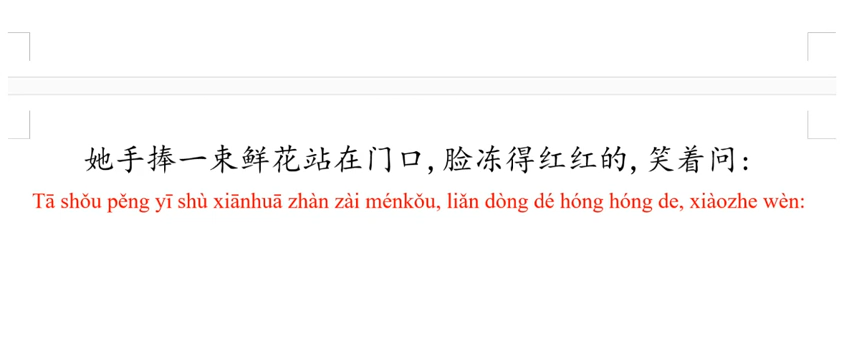 她手捧一束鲜花站在门口,脸冻得红红的,笑着问:
Tā shǒu pěng yī shù xiānhuā zhàn zài ménkǒu, liǎn dòng dé hóng hóng de, xiàozhe wèn: